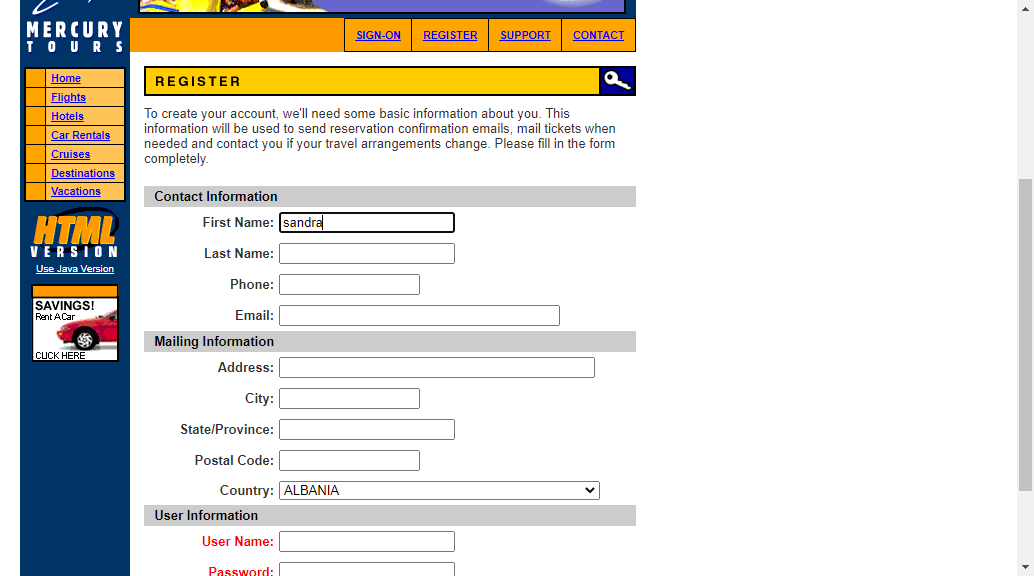 MERCURY
TOURS
SIGN-ON REGISTER SUPPORT CONTACT
Home
Flights
Hotels
Car Rentals
Cruises
Destinations
Vacations
HTML
VERSION
Use Java Version
SAVINGS!
Rent A Car
CLICK HERE
REGISTER
To create your account, we'll need some basic information about you. This
information will be used to send reservation confirmation emails, mail tickets when
needed and contact you if your travel arrangements change. Please fill in the form
completely.
Contact Information
First Name: sandra
Last Name:
Phone:
Email:
Mailing Information
Address:
City:
State/Province:
Postal Code:
Country: ALBANIA
User Information
User Name:
Password: